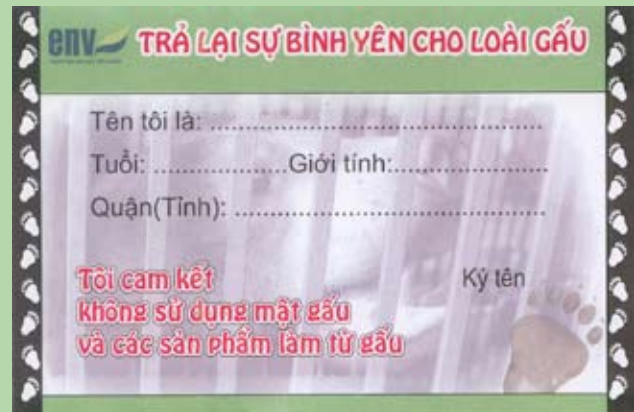 env TRẢ LẠI SỰ BÌNH YÊN CHO LOÀI GẤU
Tên tôi là: ............................................
Tuổi: .................Giới tính:....................
Quận(Tỉnh): ........................................
Tôi cam kết
không sử dụng mật gấu
và các sản phẩm làm từ gấu
Ký tên